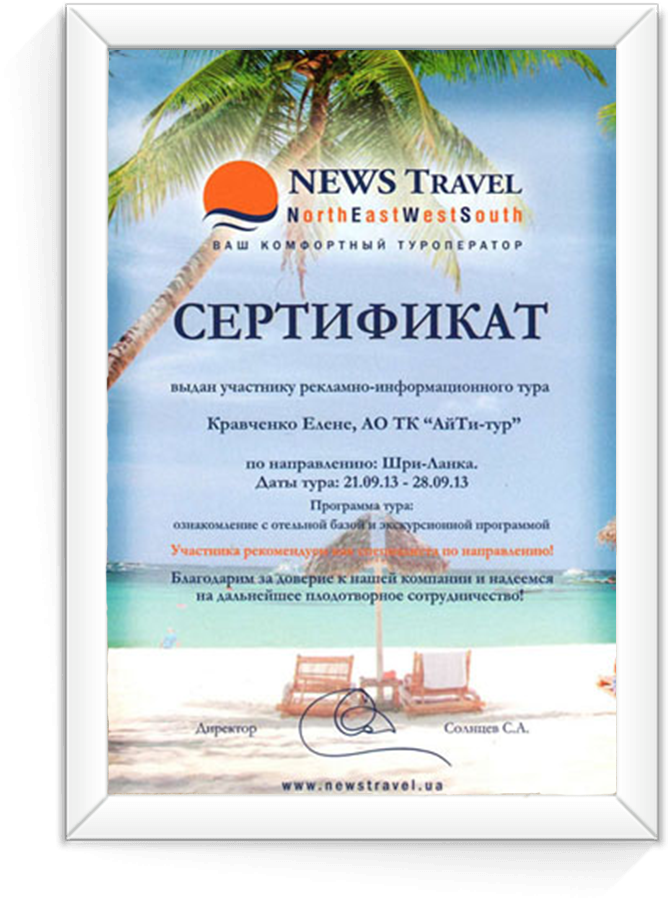 NEWS TRAVEL
NorthEastWestSouth
ВАШ КОМФОРТНЫЙ ТУРОПЕРАТОР
СЕРТИФИКАТ
выдан участнику рекламно-информационного тура
Кравченко Елене, АО ТК “АйТи-тур”
по направлению: Шри-Ланка.
Даты тура: 21.09.13 - 28.09.13
Программа тура:
ознакомление с отельной базой и экскурсионной программой
Участника рекомендуем как специалиста по направлению!
Благодарим за доверие к нашей компании и надеемся
на дальнейшее плодотворное сотрудничество!
Директор Солнцев С.А.
www.newstravel.ua